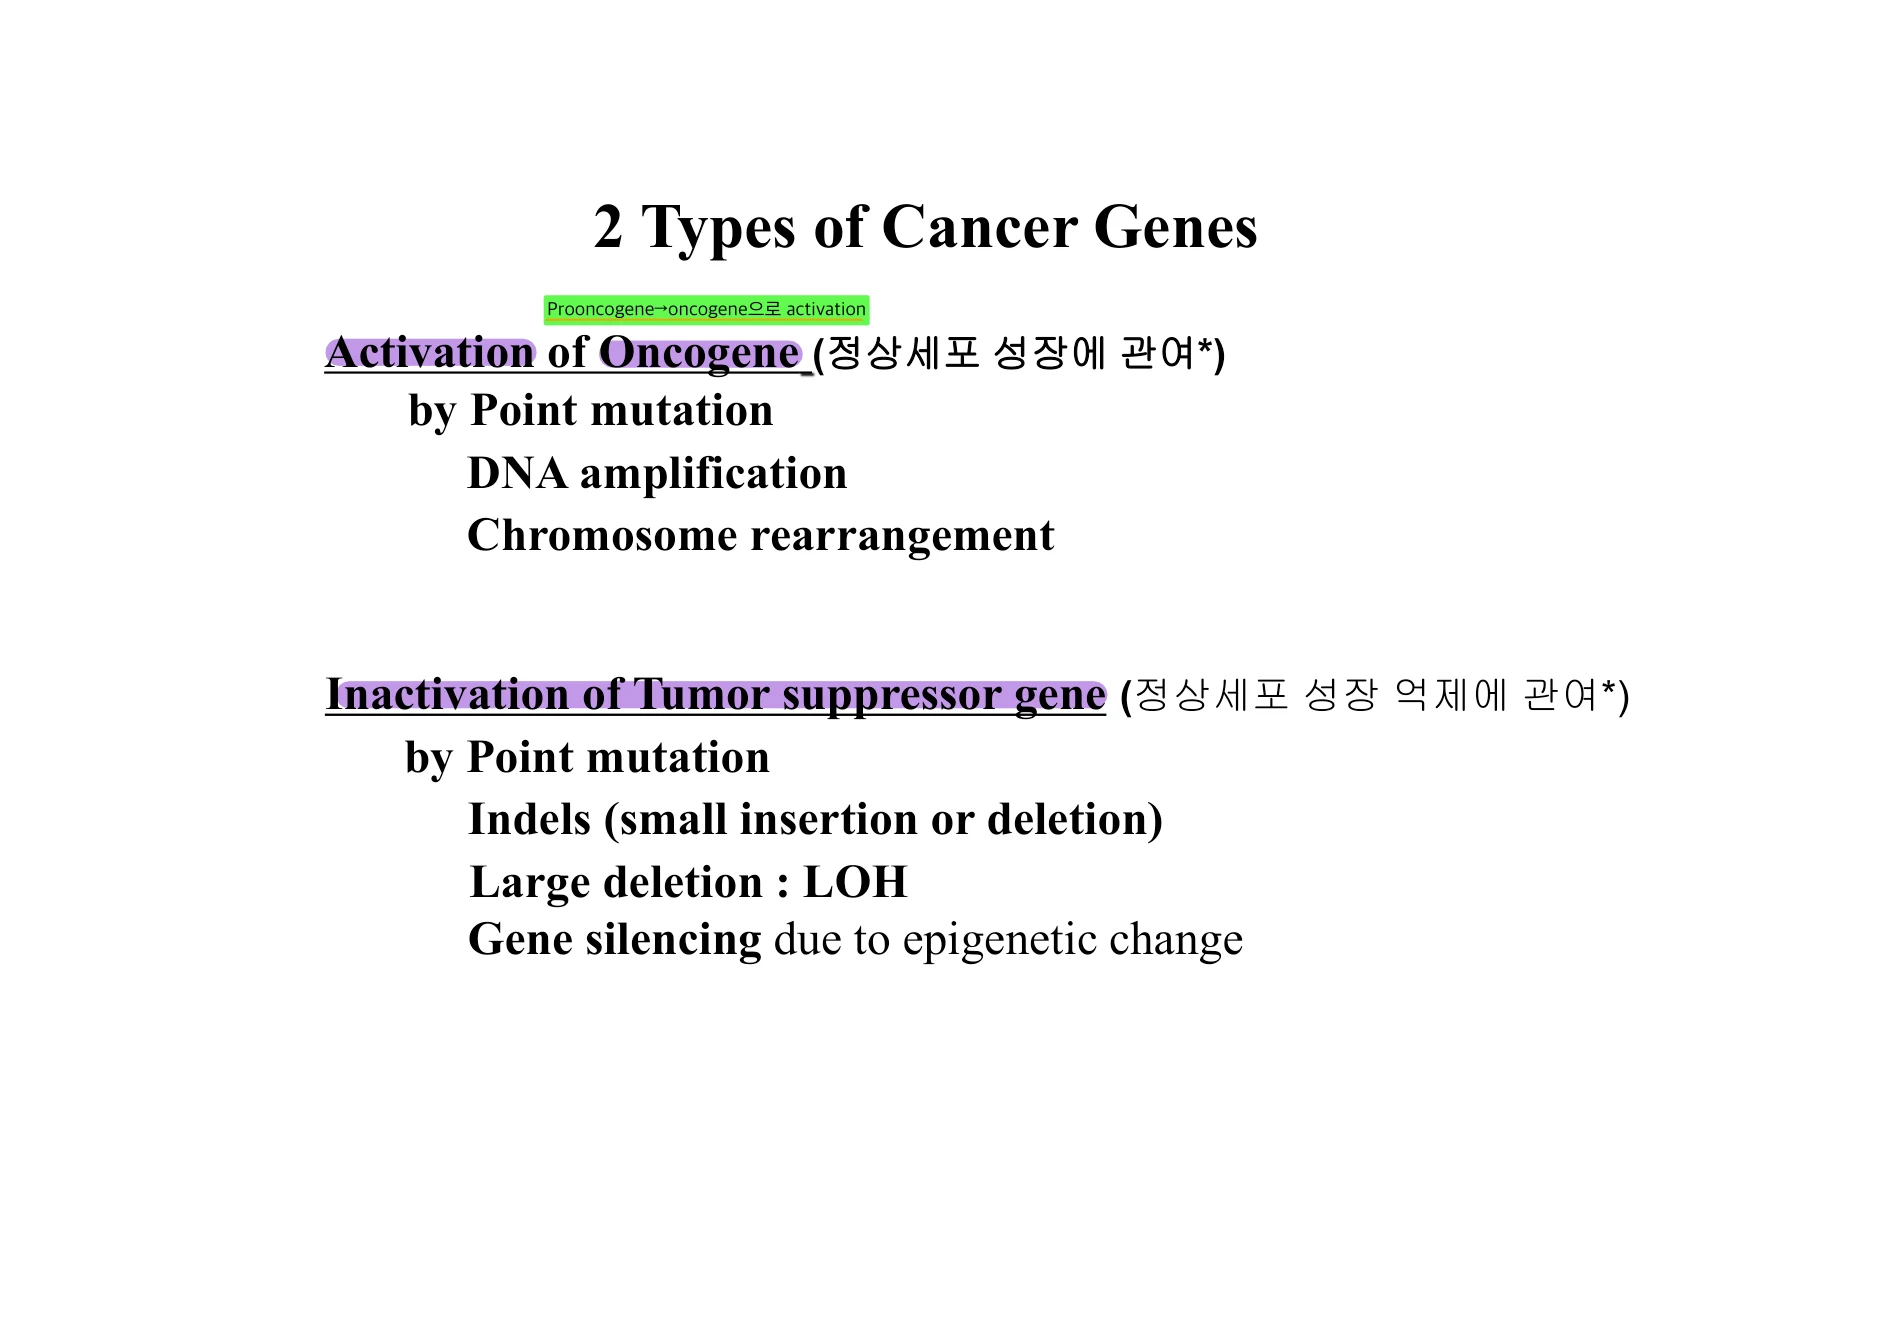 2 Types of Cancer Genes
Prooncogene→oncogene으로 activation
Activation of Oncogene (정상세포 성장에 관여*)
by Point mutation
DNA amplification
Chromosome rearrangement
Inactivation of Tumor suppressor gene (정상세포 성장 억제에 관여*)
by Point mutation
Indels (small insertion or deletion)
Large deletion : LOH
Gene silencing due to epigenetic change